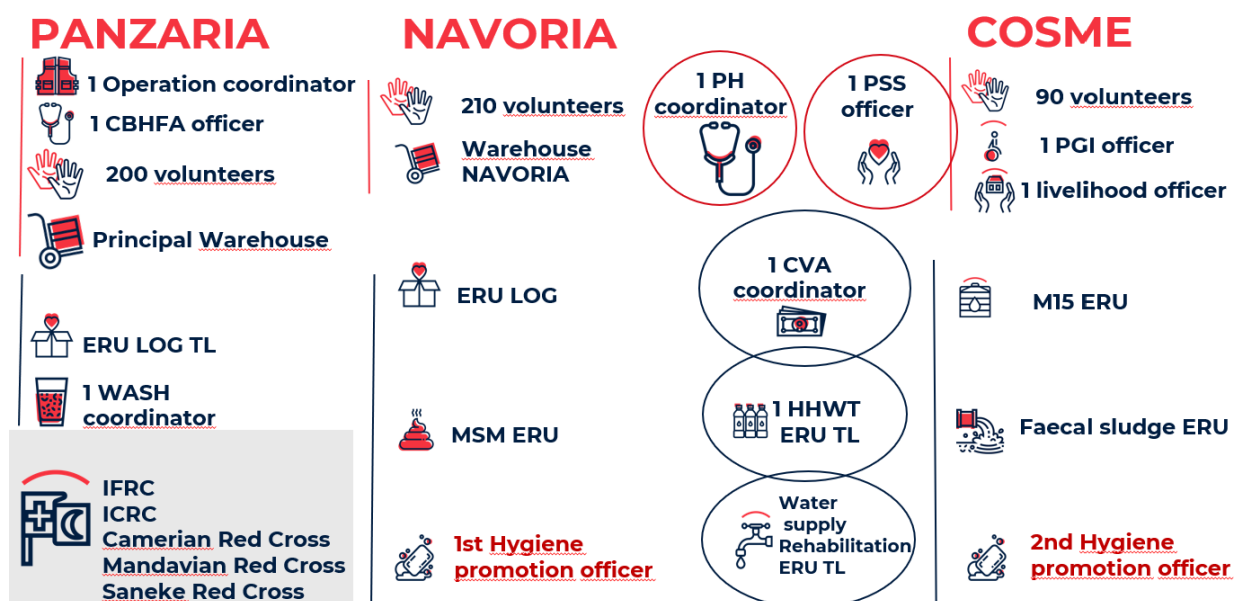 PANZARIA
1 Operation coordinator
1 CBHFA officer
200 volunteers
Principal Warehouse
ERU LOG TL
1 WASH
coordinator
IFRC
ICRC
Camerian Red Cross
Mandavian Red Cross
Saneke Red Cross
NAVORIA
210 volunteers
Warehouse
NAVORIA
ERU LOG
MSM ERU
1st Hygiene
promotion officer
1 PH
coordinator
1 PSS
officer
1 CVA
coordinator
1 HHWT
ERU TL
Water
supply
Rehabilitation
ERU TL
COSME
90 volunteers
1 PGI officer
1 livelihood officer
M15 ERU
Faecal sludge ERU
2nd Hygiene
promotion officer